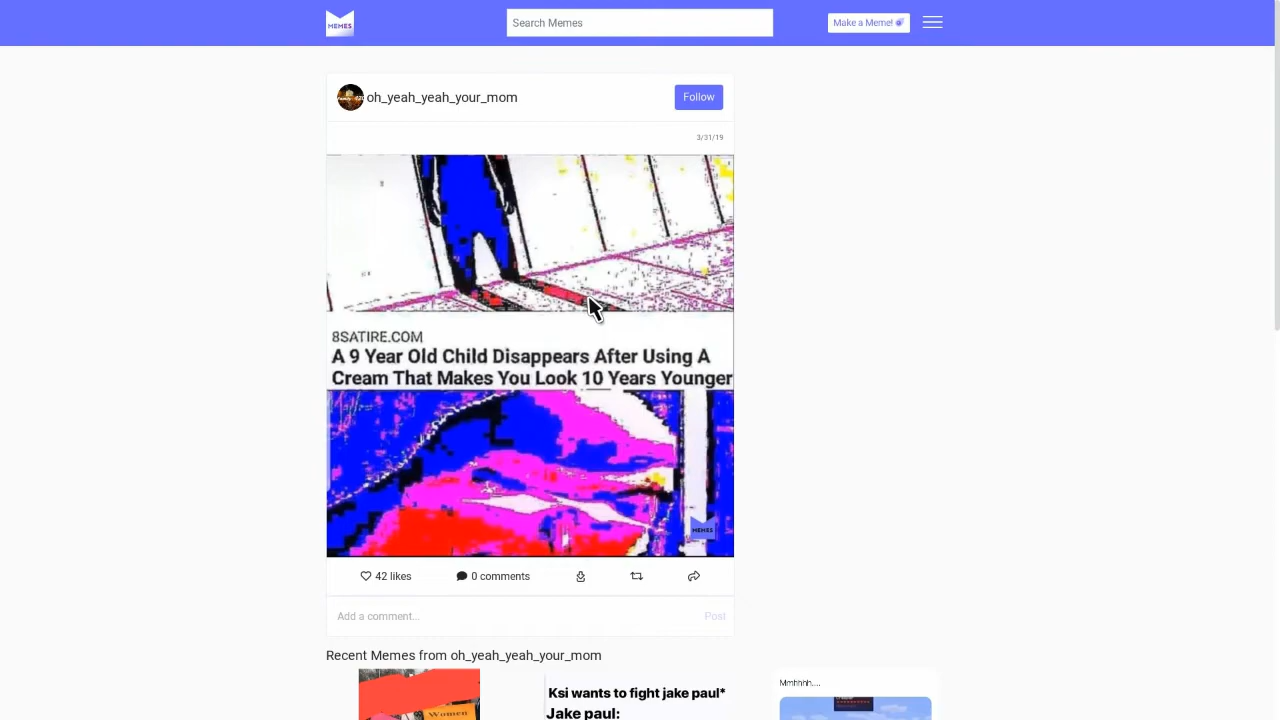 MEMES
Search Memes
Make a Meme!
oh_yeah_yeah_your_mom
Follow
3/31/19
8SATIRE.COM
A 9 Year Old Child Disappears After Using A
Cream That Makes You Look 10 Years Younger
MEMES
42 likes
0 comments
Add a comment...
Post
Recent Memes from oh_yeah_yeah_your_mom
Women
Ksi wants to fight jake paul*
Jake paul:
Mmhhhh....